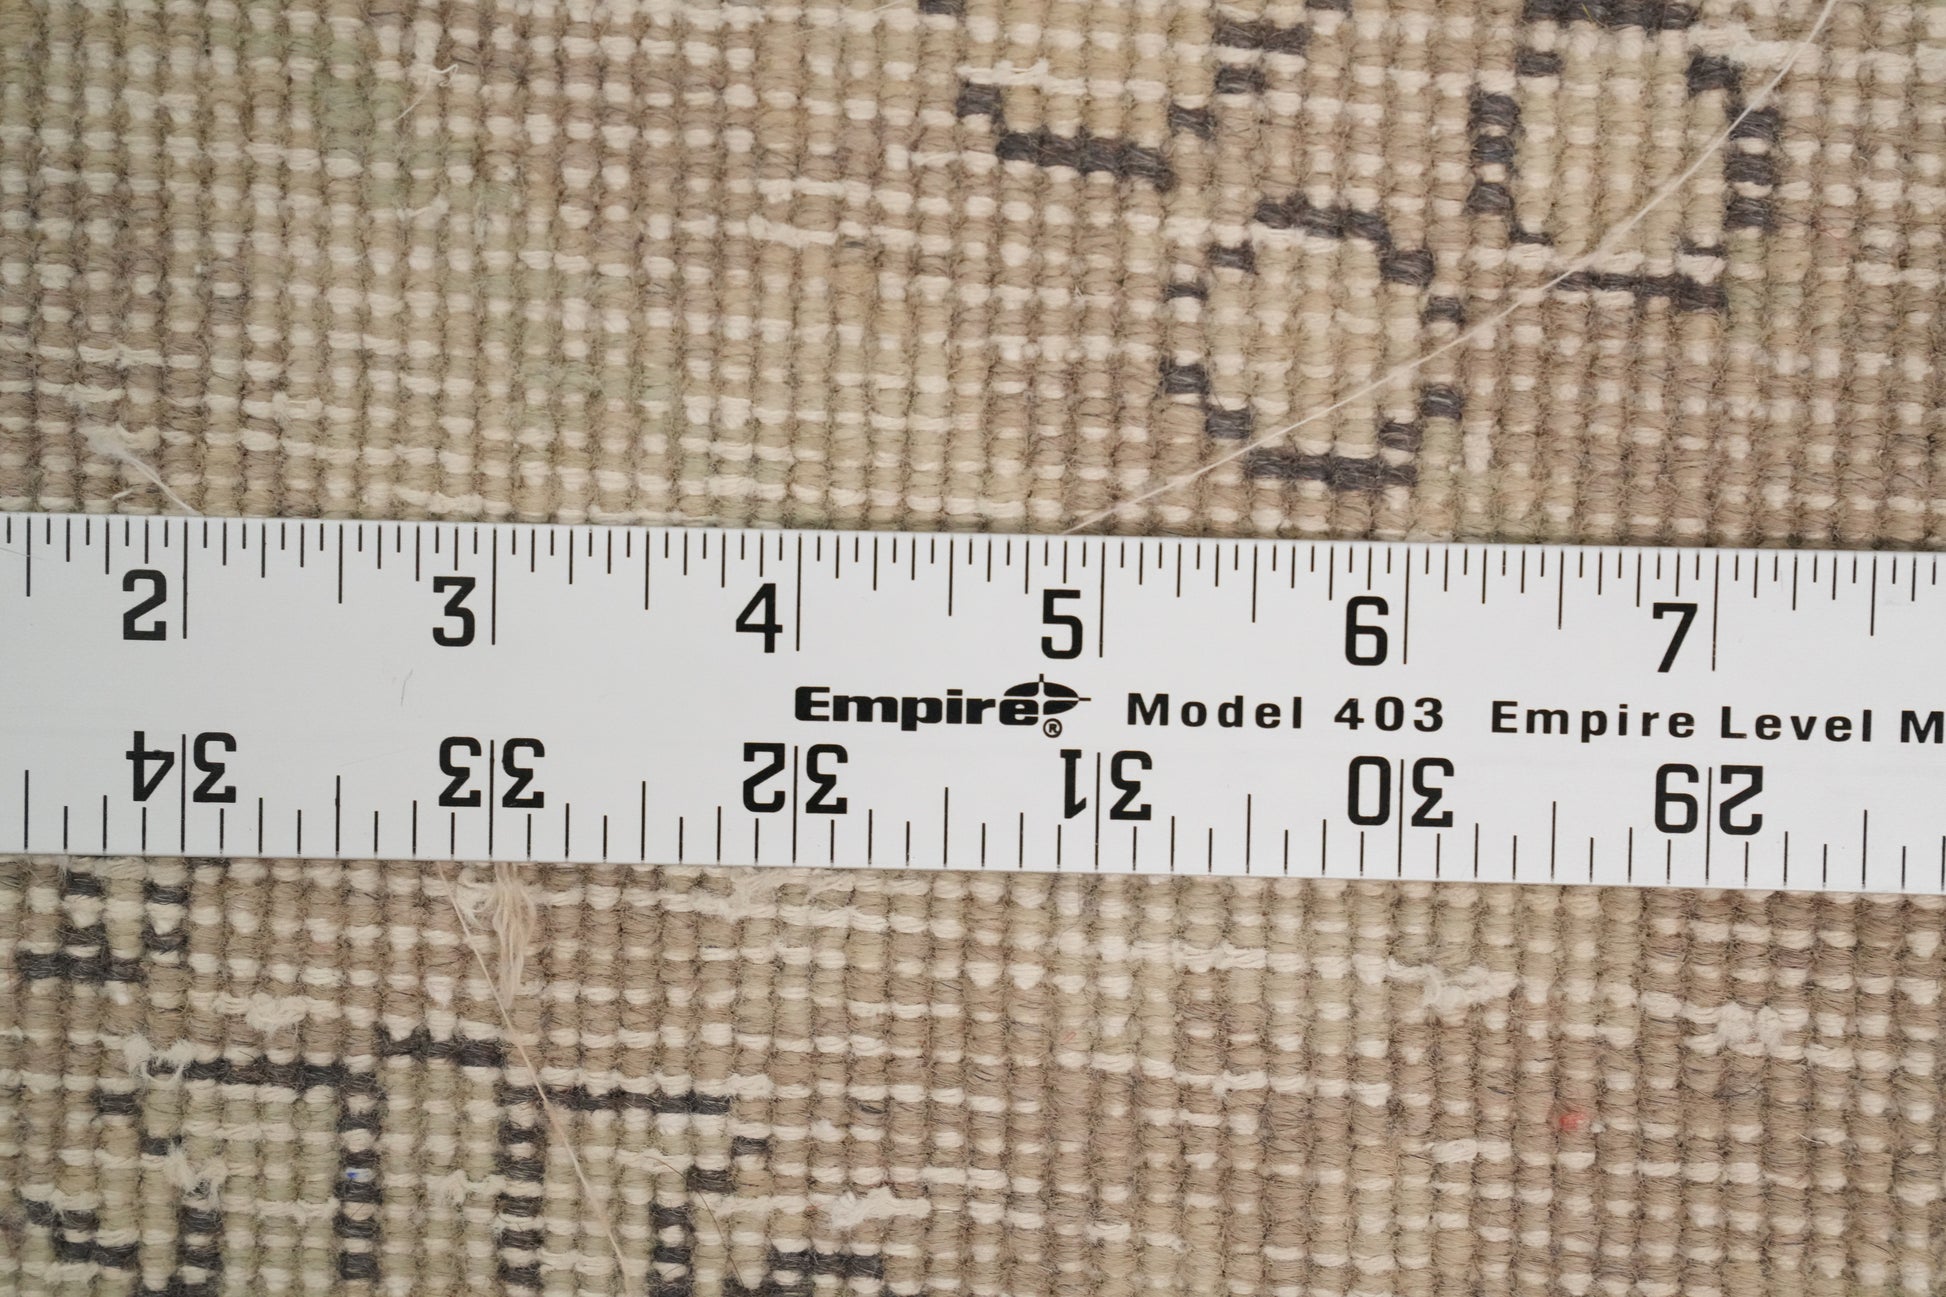 2 3 4 5 6 7
Empire® Model 403 Empire Level M
34 33 32 31 30 29